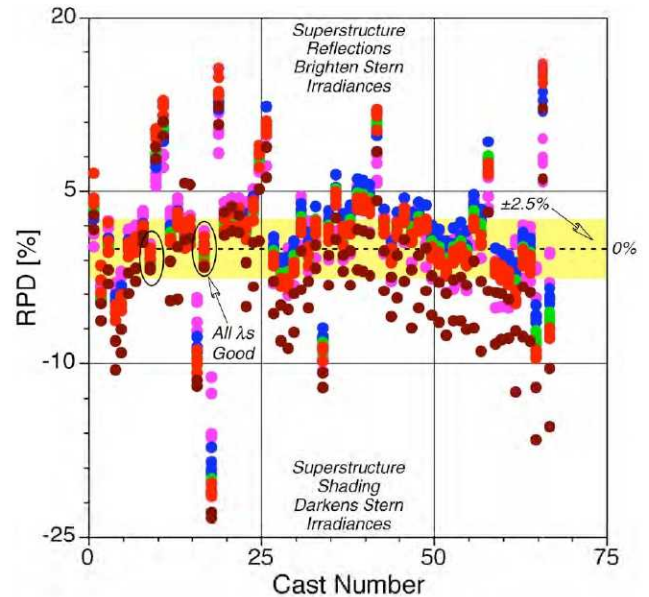 20
Superstructure
Reflections
Brighten Stern
Irradiances
5
±2.5%
0%
RPD [%]
All λs
Good
-10
Superstructure
Shading
Darkens Stern
Irradiances
-25
0
25
50
75
Cast Number